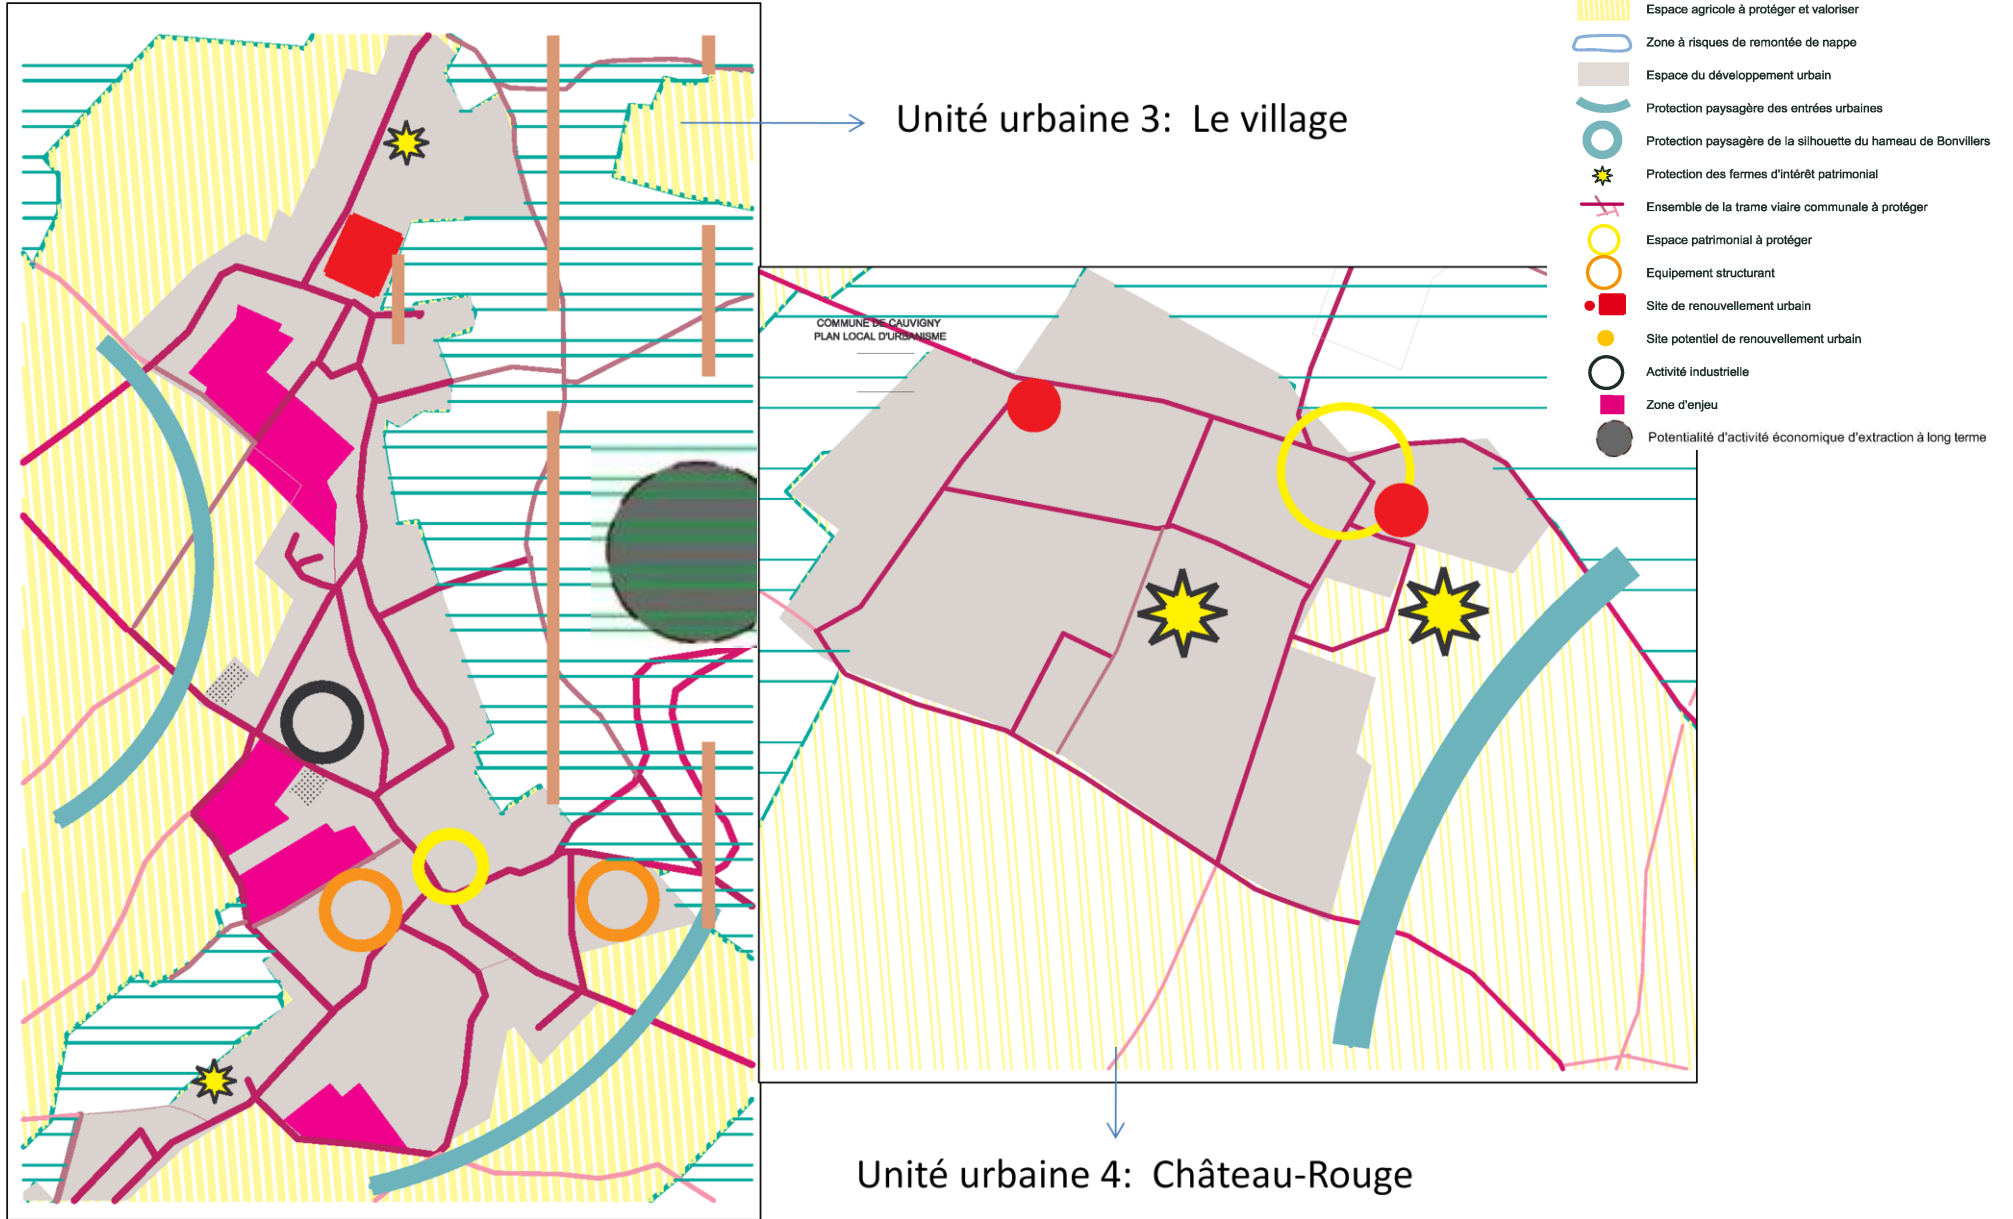 Espace agricole à protéger et valoriser
Zone à risques de remontée de nappe
Espace du développement urbain
Protection paysagère des entrées urbaines
Unité urbaine 3:  Le village
Protection paysagère de la silhouette du hameau de Bonvillers
Protection des fermes d'intérêt patrimonial
Ensemble de la trame viaire communale à protéger
Espace patrimonial à protéger
Equipement structurant
Site de renouvellement urbain
Site potentiel de renouvellement urbain
Activité industrielle
Zone d'enjeu
Potentialité d'activité économique d'extraction à long terme
COMMUNE DE CAUVIGNY
PLAN LOCAL D'URBANISME
Unité urbaine 4:  Château-Rouge